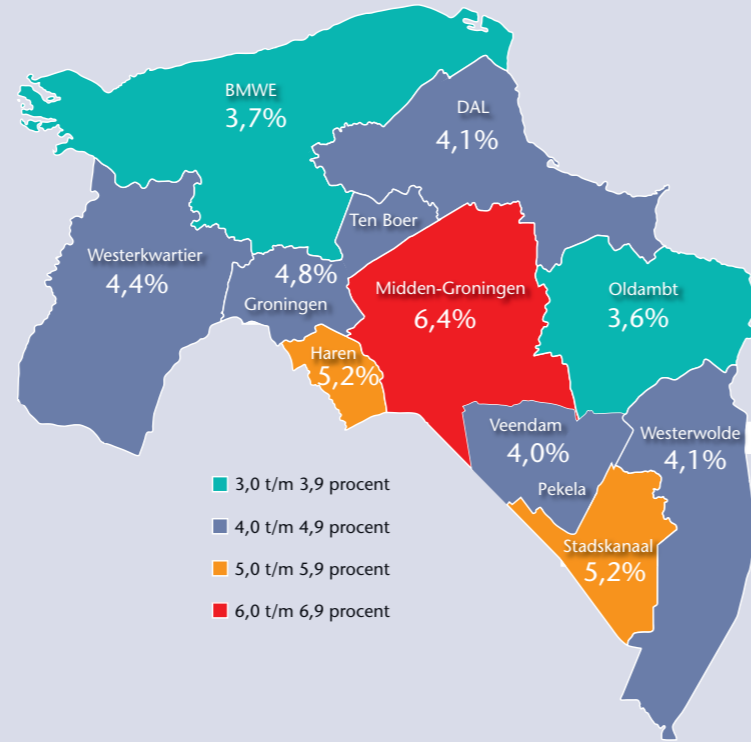 BMWE
3,7%
DAL
4,1%
Ten Boer
Westerkwartier
4,4%
4,8%
Groningen
Midden-Groningen
6,4%
Oldambt
3,6%
Haren
5,2%
Veendam
4,0%
Pekela
Westerwolde
4,1%
Stadskanaal
5,2%
3,0 t/m 3,9 procent
4,0 t/m 4,9 procent
5,0 t/m 5,9 procent
6,0 t/m 6,9 procent